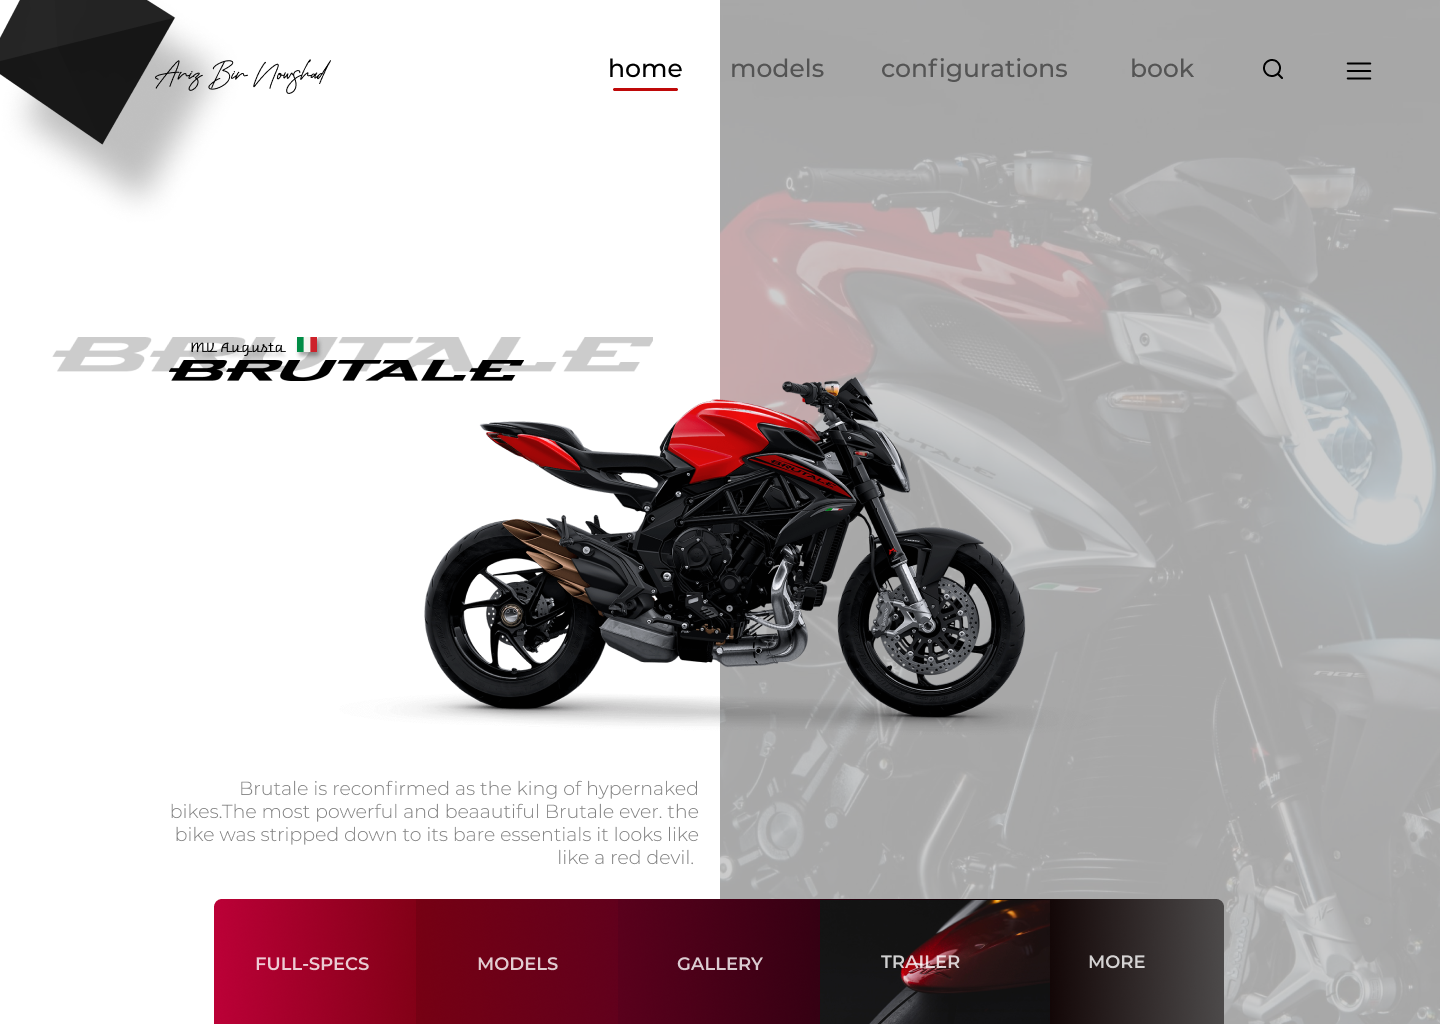 Ariz Bin Nowshad
home models configurations book
BRUTALE
MV Augusta
BRUTALE
BRUTALE
BRUTALE
Brutale is reconfirmed as the king of hypernaked
bikes.The most powerful and beaautiful Brutale ever. the
bike was stripped down to its bare essentials it looks like
like a red devil.
FULL-SPECS MODELS GALLERY TRAILER MORE